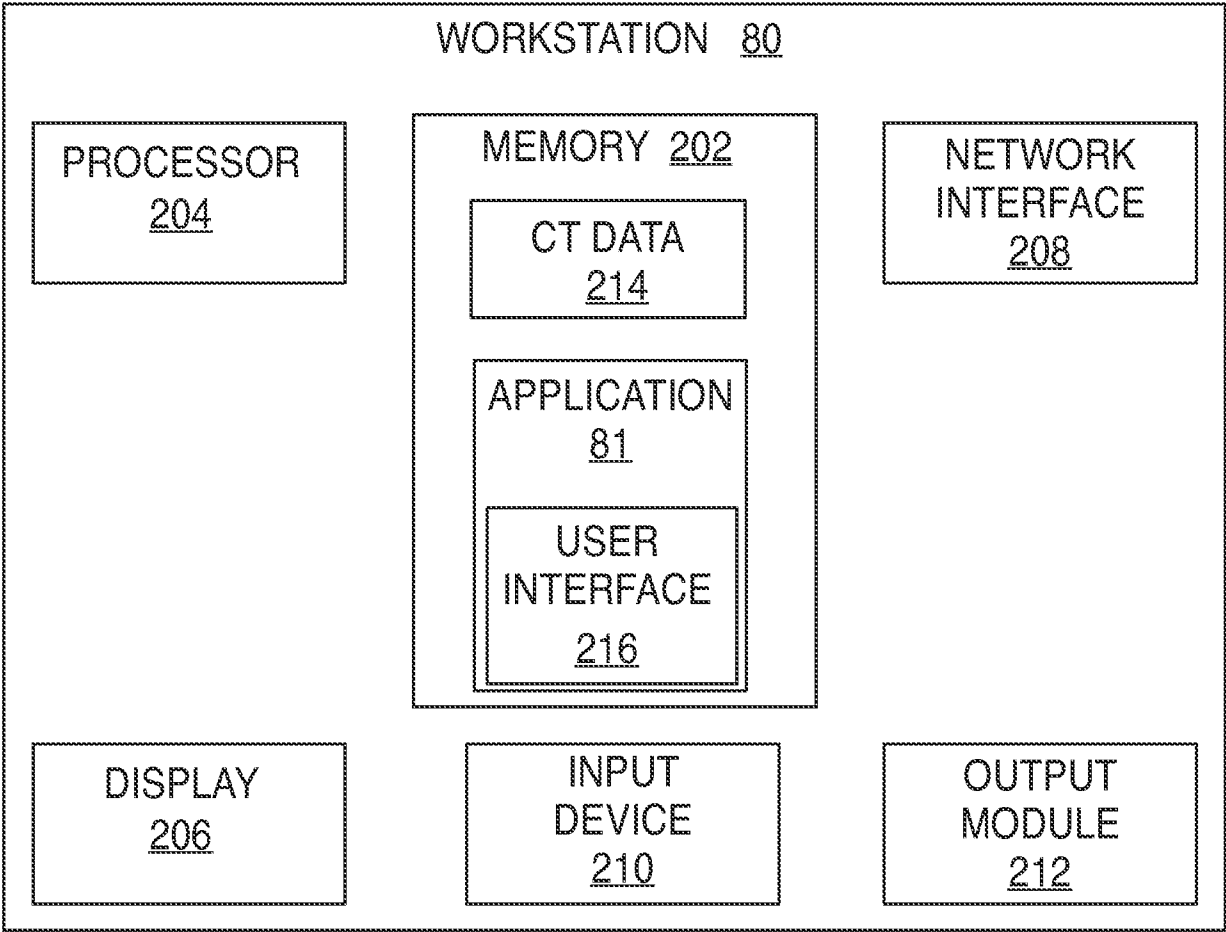 WORKSTATION 80
PROCESSOR
204
MEMORY 202
CT DATA
214
APPLICATION
81
USER
INTERFACE
216
NETWORK
INTERFACE
208
DISPLAY
206
INPUT
DEVICE
210
OUTPUT
MODULE
212